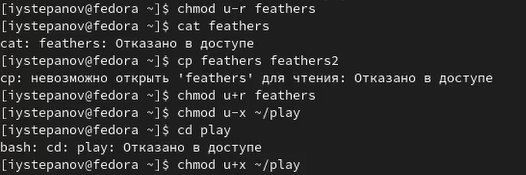 [iystepanov@fedora ~]$ chmod u-r feathers
[iystepanov@fedora ~]$ cat feathers
cat: feathers: Отказано в доступе
[iystepanov@fedora ~]$ cp feathers feathers2
cp: невозможно открыть 'feathers' для чтения: Отказано в доступе
[iystepanov@fedora ~]$ chmod u+r feathers
[iystepanov@fedora ~]$ chmod u-x ~/play
[iystepanov@fedora ~]$ cd play
bash: cd: play: Отказано в доступе
[iystepanov@fedora ~]$ chmod u+x ~/play